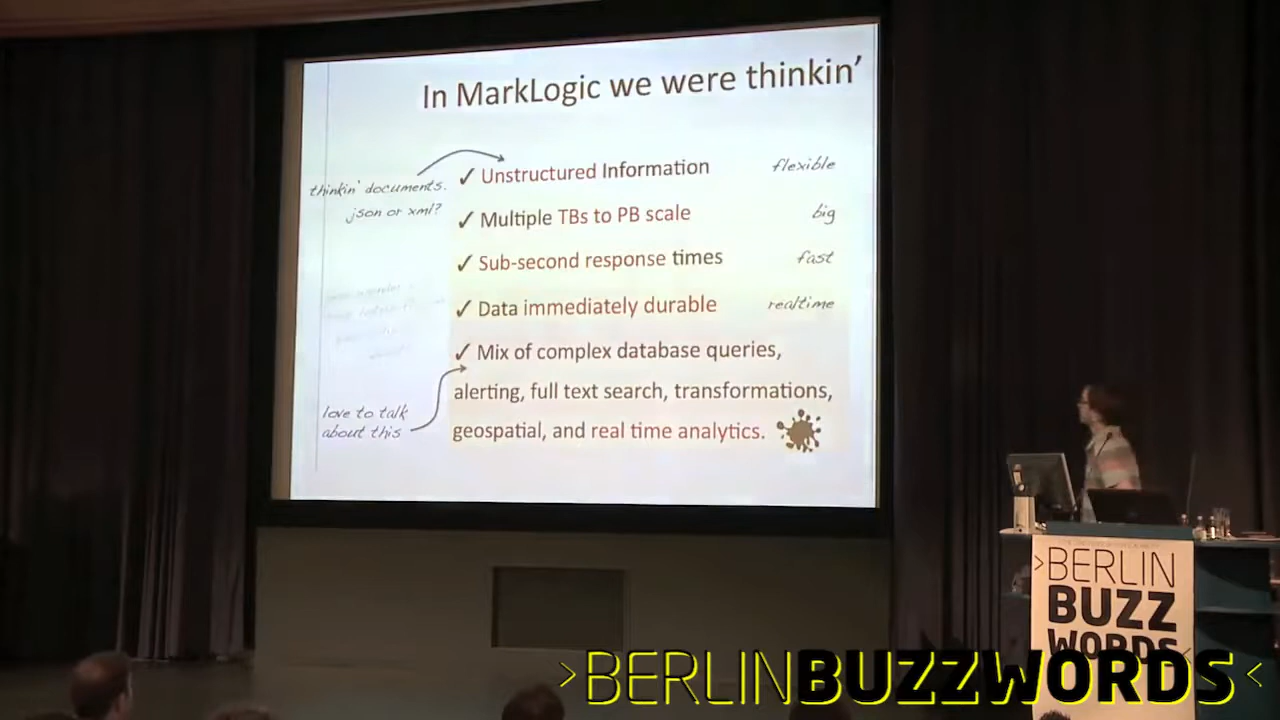 In MarkLogic we were thinkin'
thinkin' documents.
json or xml?
✓ Unstructured Information flexible
✓ Multiple TBs to PB scale big
✓ Sub-second response times fast
✓ Data immediately durable realtime
✓ Mix of complex database queries,
alerting, full text search, transformations,
geospatial, and real time analytics.
love to talk
about this
>BERLIN
BUZZ
WORDS<
>BERLINBUZZWORDS<